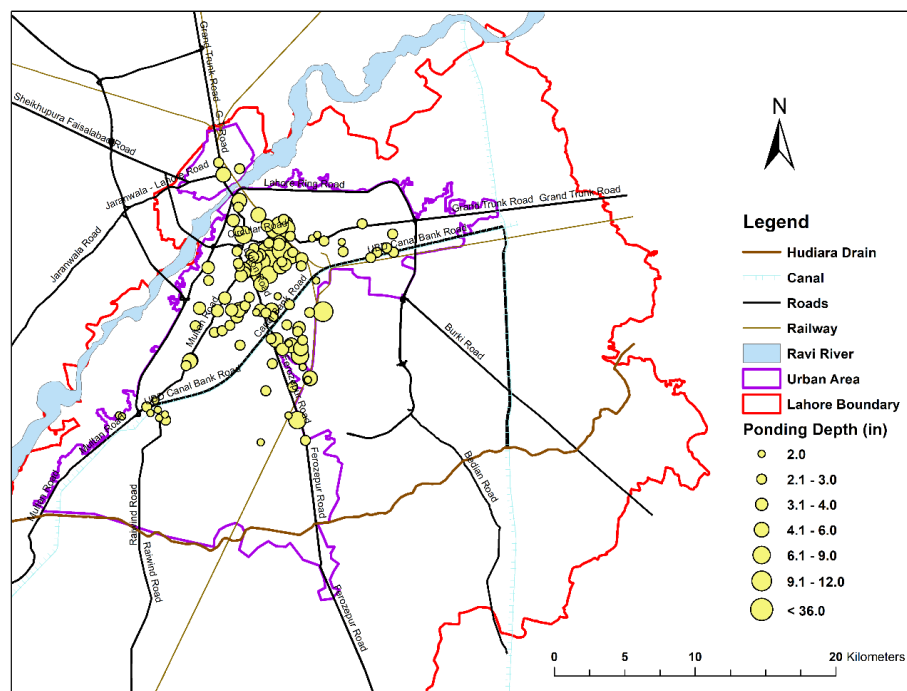 Grand Trunk Road
G.T Road
Sheikhupura Faisalabad Road
Jaranwala - Lahore Road
Jaranwala Road
Lahore Ring Road
Grand Trunk Road
Grand Trunk Road
Circular Road
UBD Canal Bank Road
Road
Canal Bank Road
Multan Road
Burki Road
UBD Canal Bank Road
Ferozepur Road
Multan Road
Multan Road
Ferozepur Road
Bedian Road
Raiwind Road
Raiwind Road
Ferozepur Road
N
Legend
Hudiara Drain
Canal
Roads
Railway
Ravi River
Urban Area
Lahore Boundary
Ponding Depth (in)
2.0
2.1 - 3.0
3.1 - 4.0
4.1 - 6.0
6.1 - 9.0
9.1 - 12.0
< 36.0
0 5 10 20 Kilometers